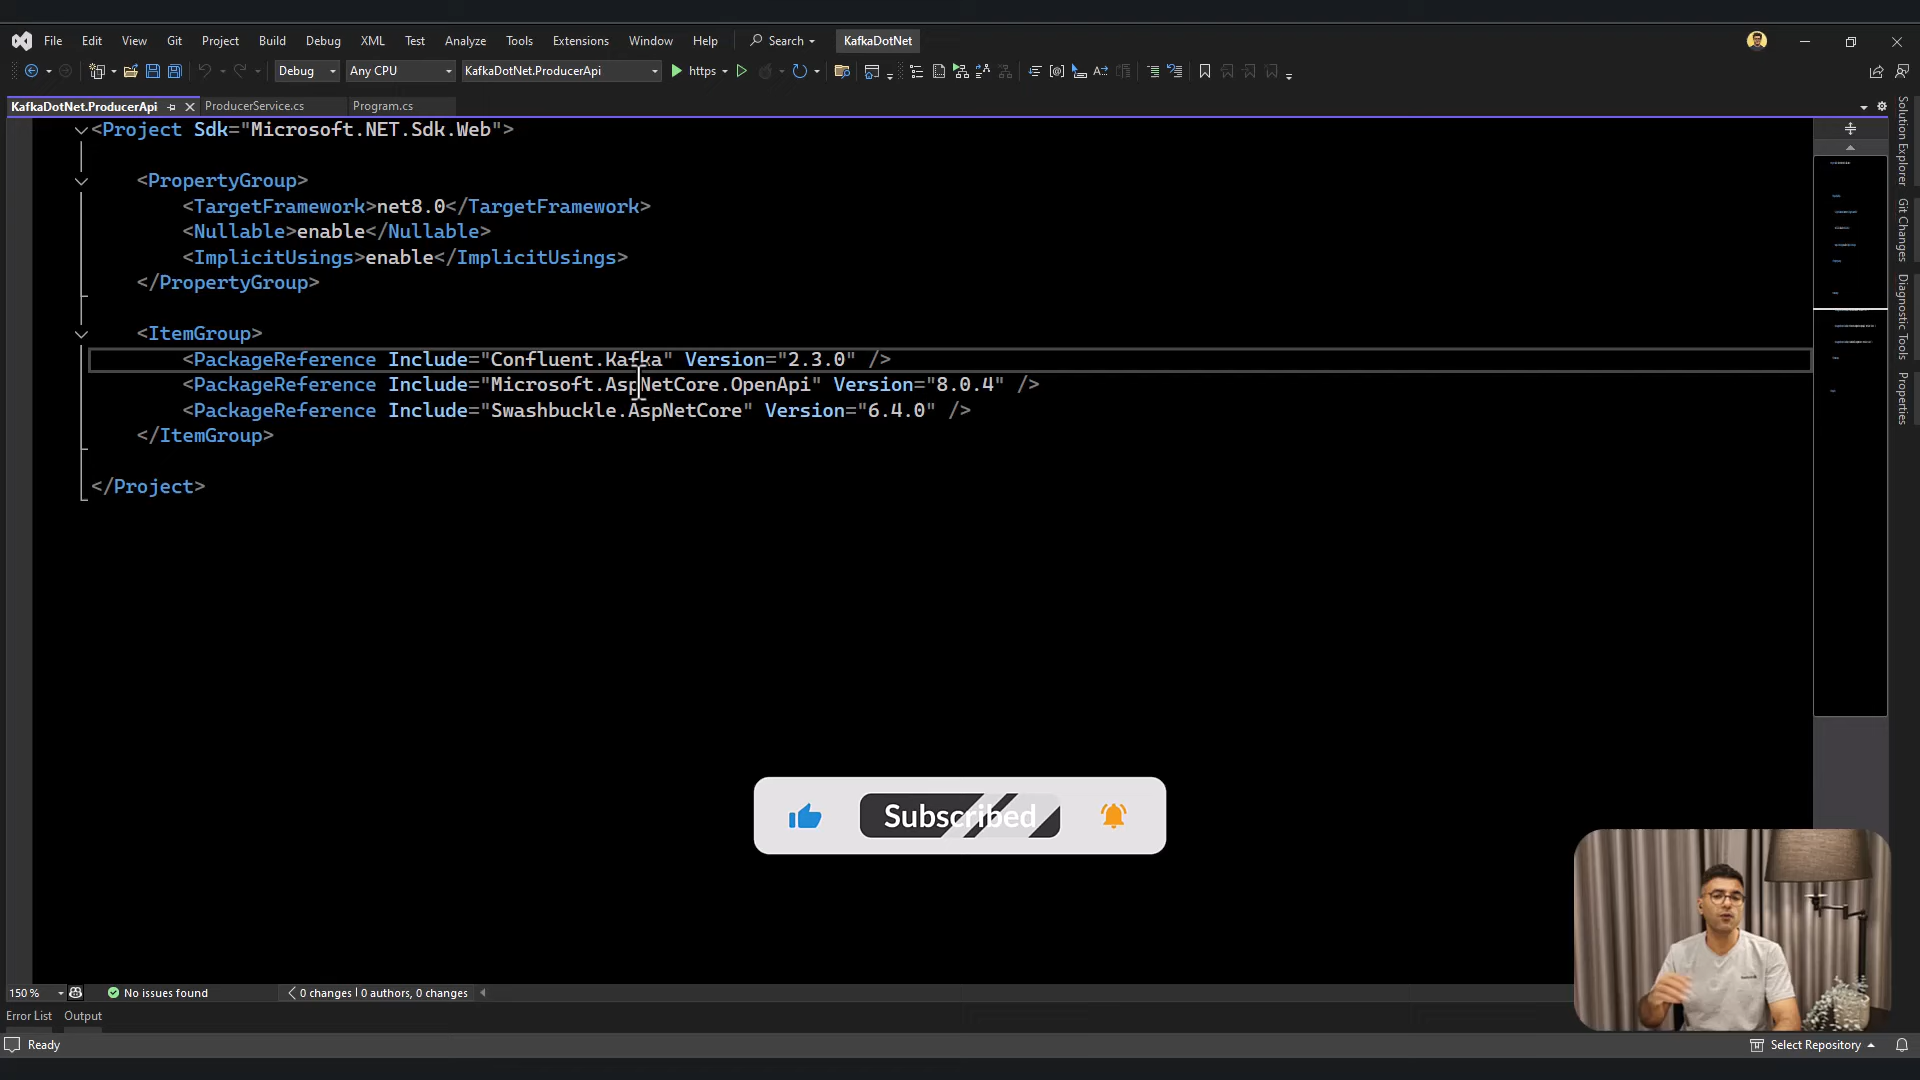 File Edit View Git Project Build Debug XML Test Analyze Tools Extensions Window Help Search KafkaDotNet
Debug Any CPU KafkaDotNet.ProducerApi https
KafkaDotNet.ProducerApi ProducerService.cs Program.cs
<Project Sdk="Microsoft.NET.Sdk.Web">
<PropertyGroup>
<TargetFramework>net8.0</TargetFramework>
<Nullable>enable</Nullable>
<ImplicitUsings>enable</ImplicitUsings>
</PropertyGroup>
<ItemGroup>
<PackageReference Include="Confluent.Kafka" Version="2.3.0" />
<PackageReference Include="Microsoft.AspNetCore.OpenApi" Version="8.0.4" />
<PackageReference Include="Swashbuckle.AspNetCore" Version="6.4.0" />
</ItemGroup>
</Project>
Solution Explorer
Git Changes
Diagnostic Tools
Properties
Subscribed
150 % No issues found 0 changes | 0 authors, 0 changes
Error List Output
Ready Select Repository